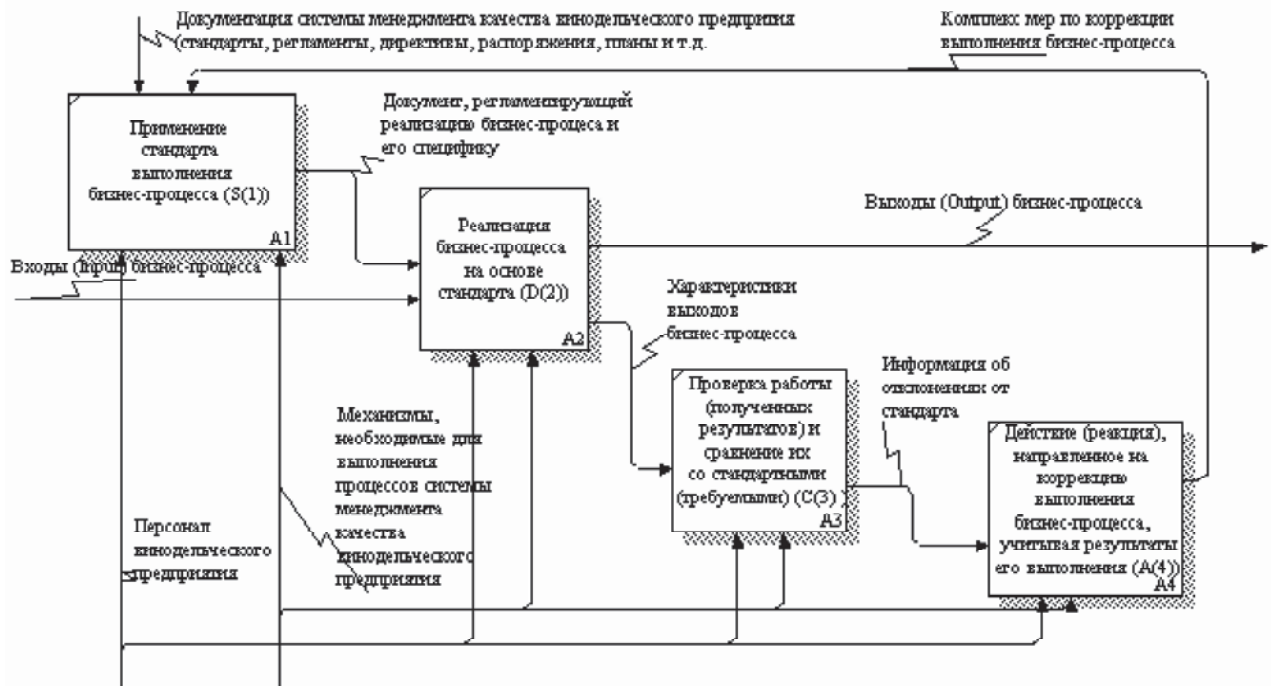 Документация системы менеджмента качества винодельческого предпрития
(стандарты, регламенты, директивы, распоряжения, планы и т.д.
Комплекс мер по коррекции
выполнения бизнес-процесса
Применение
стандарта
выполнения
бизнес-процесса (S(1))
A1
Документ, регламентирующий
реализацию бизнес-процеса и
его специфику
Входы (Input) бизнес-процесса
Реализация
бизнес-процесса
на основе
стандарта (D(2))
A2
Выходы (Output) бизнес-процесса
Характеристики
выходов
бизнес-процесса
Проверка работы
(полученных
результатов) и
сравнение их
со стандартными
(требуемыми) (C(3) )
A3
Информация об
отклонениях от
стандарта
Действие (реакция),
направленное на
коррекцию
выполнения
бизнес-процесса,
учитывая результаты
его выполнения (A(4))
A4
Механизмы,
необходимые для
выполнения
процессов системы
менеджмента
качества
винодельческого
предприятия
Персонал
винодельческого
предприятия